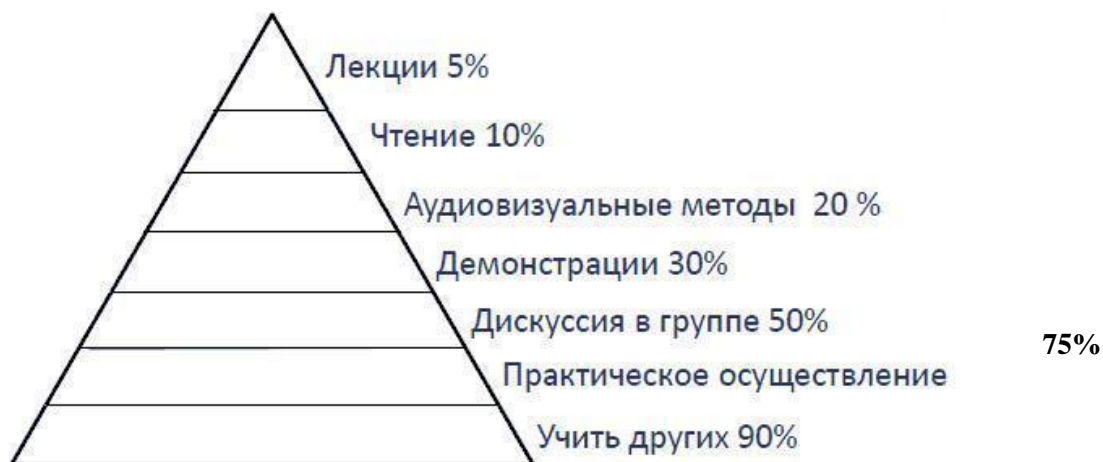 Лекции 5%
Чтение 10%
Аудиовизуальные методы 20 %
Демонстрации 30%
Дискуссия в группе 50%
75%
Практическое осуществление
Учить других 90%